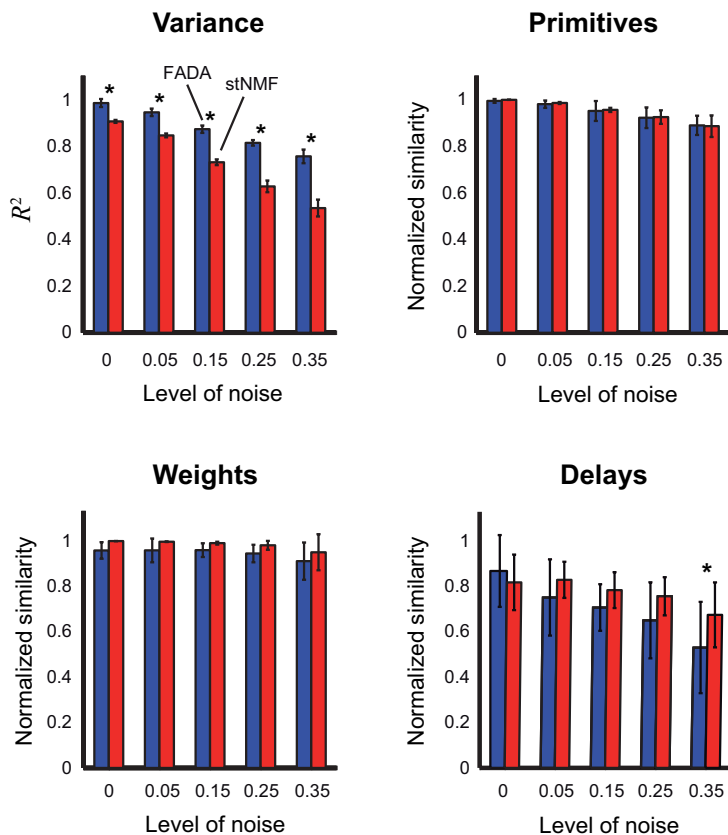 Variance
R²
1
0.8
0.6
0.4
0.2
0
* * * * *
FADA
stNMF
0 0.05 0.15 0.25 0.35
Level of noise
Primitives
Normalized similarity
1
0.8
0.6
0.4
0.2
0
0 0.05 0.15 0.25 0.35
Level of noise
Weights
Normalized similarity
1
0.8
0.6
0.4
0.2
0
0 0.05 0.15 0.25 0.35
Level of noise
Delays
Normalized similarity
1
0.8
0.6
0.4
0.2
0
*
0 0.05 0.15 0.25 0.35
Level of noise